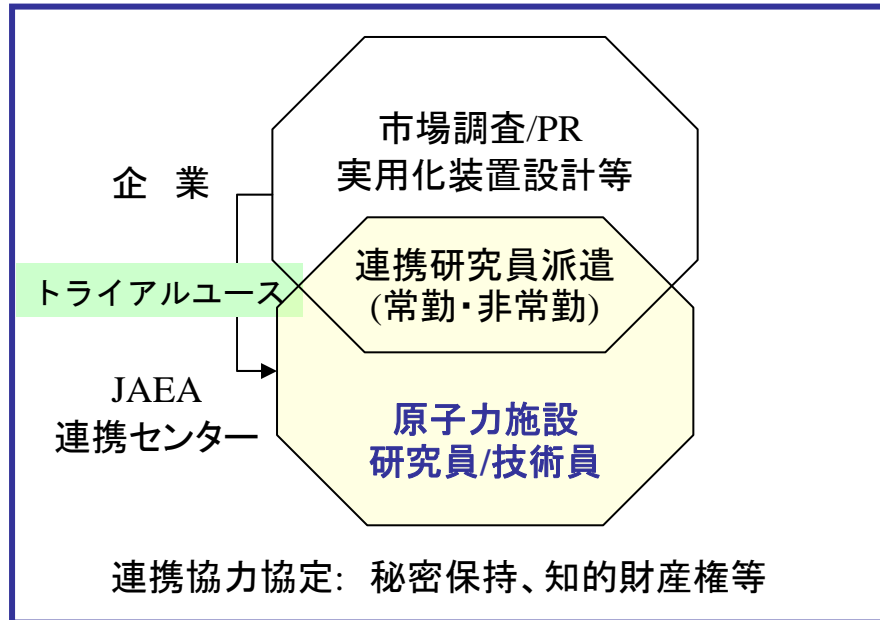 市場調査/PR
実用化装置設計等
企　業
連携研究員派遣
(常勤・非常勤)
トライアルユース
JAEA
連携センター
原子力施設
研究員/技術員
連携協力協定: 秘密保持、知的財産権等